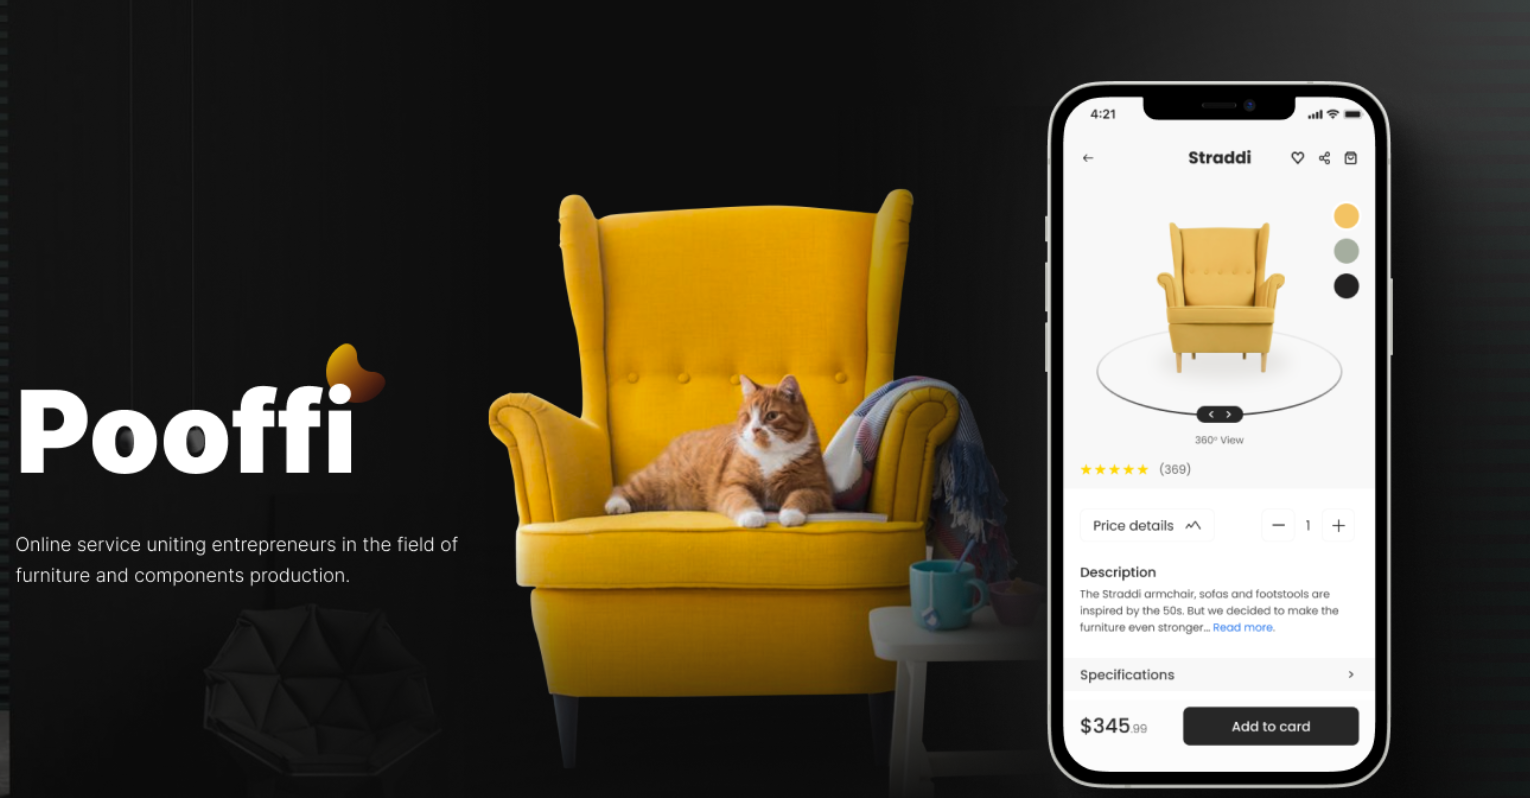 Pooffi
Online service uniting entrepreneurs in the field of
furniture and components production.
4:21
Straddi
360° View
(369)
Price details
1
Description
The Straddi armchair, sofas and footstools are
inspired by the 50s. But we decided to make the
furniture even stronger... Read more.
Specifications
$345.99
Add to card